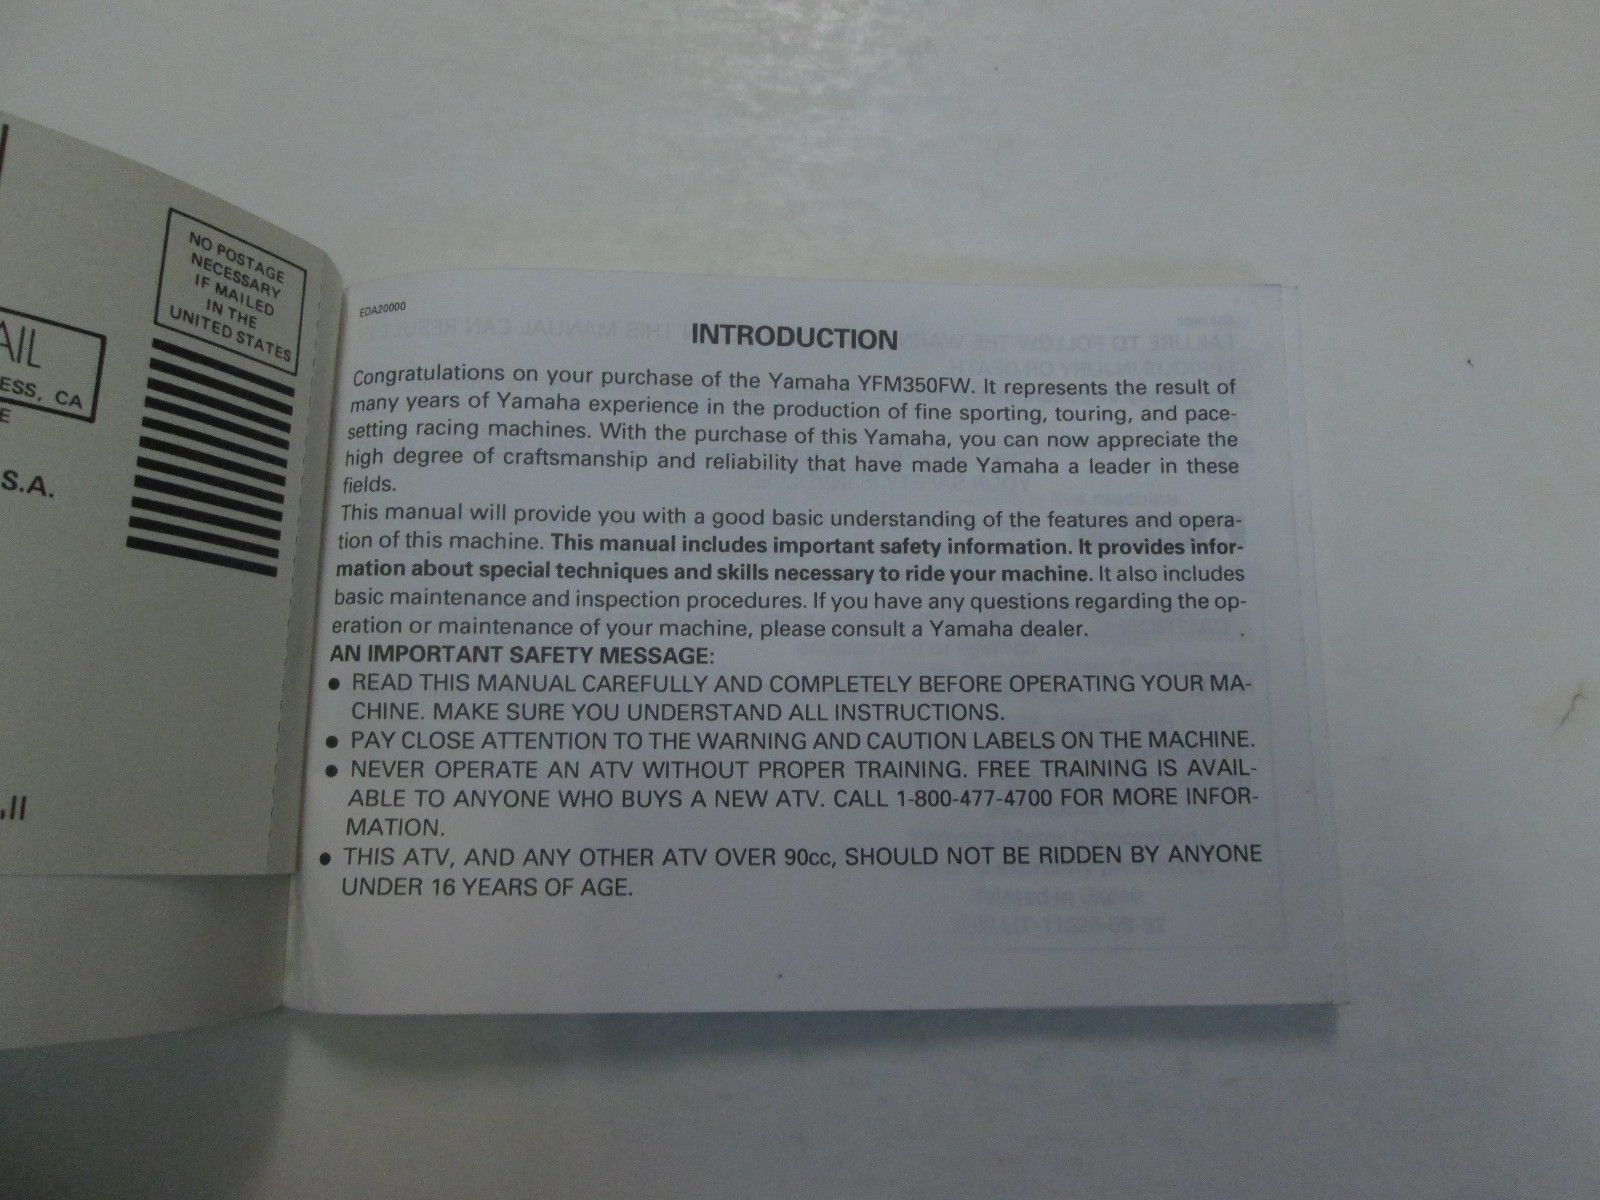 NO POSTAGE
NECESSARY
IF MAILED
IN THE
UNITED STATES
AIL
ESS, CA
E
S.A.
EDA20000
INTRODUCTION
Congratulations on your purchase of the Yamaha YFM350FW. It represents the result of
many years of Yamaha experience in the production of fine sporting, touring, and pace-
setting racing machines. With the purchase of this Yamaha, you can now appreciate the
high degree of craftsmanship and reliability that have made Yamaha a leader in these
fields.
This manual will provide you with a good basic understanding of the features and opera-
tion of this machine. This manual includes important safety information. It provides infor-
mation about special techniques and skills necessary to ride your machine. It also includes
basic maintenance and inspection procedures. If you have any questions regarding the op-
eration or maintenance of your machine, please consult a Yamaha dealer.
AN IMPORTANT SAFETY MESSAGE:
● READ THIS MANUAL CAREFULLY AND COMPLETELY BEFORE OPERATING YOUR MA-
CHINE. MAKE SURE YOU UNDERSTAND ALL INSTRUCTIONS.
● PAY CLOSE ATTENTION TO THE WARNING AND CAUTION LABELS ON THE MACHINE.
● NEVER OPERATE AN ATV WITHOUT PROPER TRAINING. FREE TRAINING IS AVAIL-
ABLE TO ANYONE WHO BUYS A NEW ATV. CALL 1-800-477-4700 FOR MORE INFOR-
MATION.
● THIS ATV, AND ANY OTHER ATV OVER 90cc, SHOULD NOT BE RIDDEN BY ANYONE
UNDER 16 YEARS OF AGE.